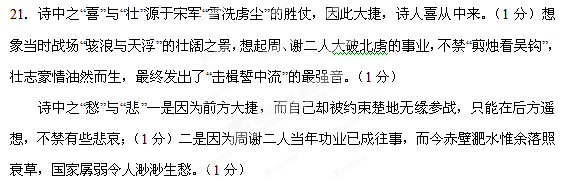 21. 诗中之“喜”与“壮”源于宋军“雪洗虏尘”的胜仗，因此大捷，诗人喜从中来。（1 分）想
象当时战场“骇浪与天浮”的壮阔之景，想起周、谢二人大破北虏的事业，不禁“剪烛看吴钩”，
壮志豪情油然而生，最终发出了“击楫誓中流”的最强音。（1 分）
诗中之“愁”与“悲”一是因为前方大捷，而自己却被约束楚地无缘参战，只能在后方遥
想，不禁有些悲哀；（1 分）二是因为周谢二人当年功业已成往事，而今赤壁淝水惟余落照
衰草，国家孱弱令人渺渺生愁。（1 分）